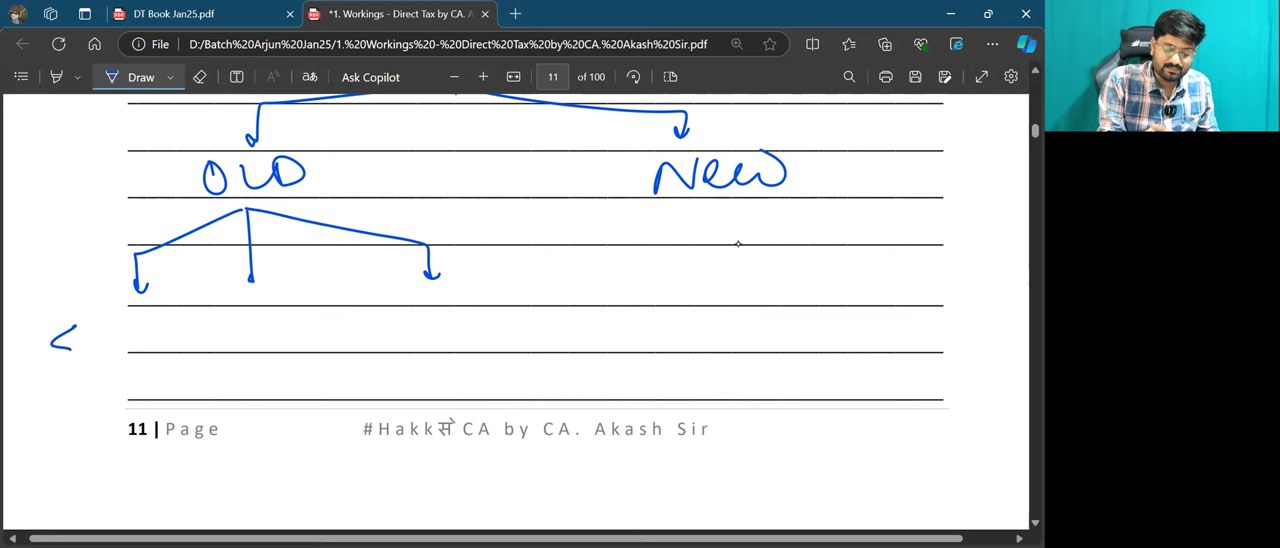 DT Book Jan25.pdf
*1. Workings - Direct Tax by CA. A
File
D:/Batch%20Arjun%20Jan25/1.%20Workings%20-%20Direct%20Tax%20by%20CA.%20Akash%20Sir.pdf
Draw
Ask Copilot
11 of 100
OLD New
<
11 | Page #Hakkसे CA by CA. Akash Sir